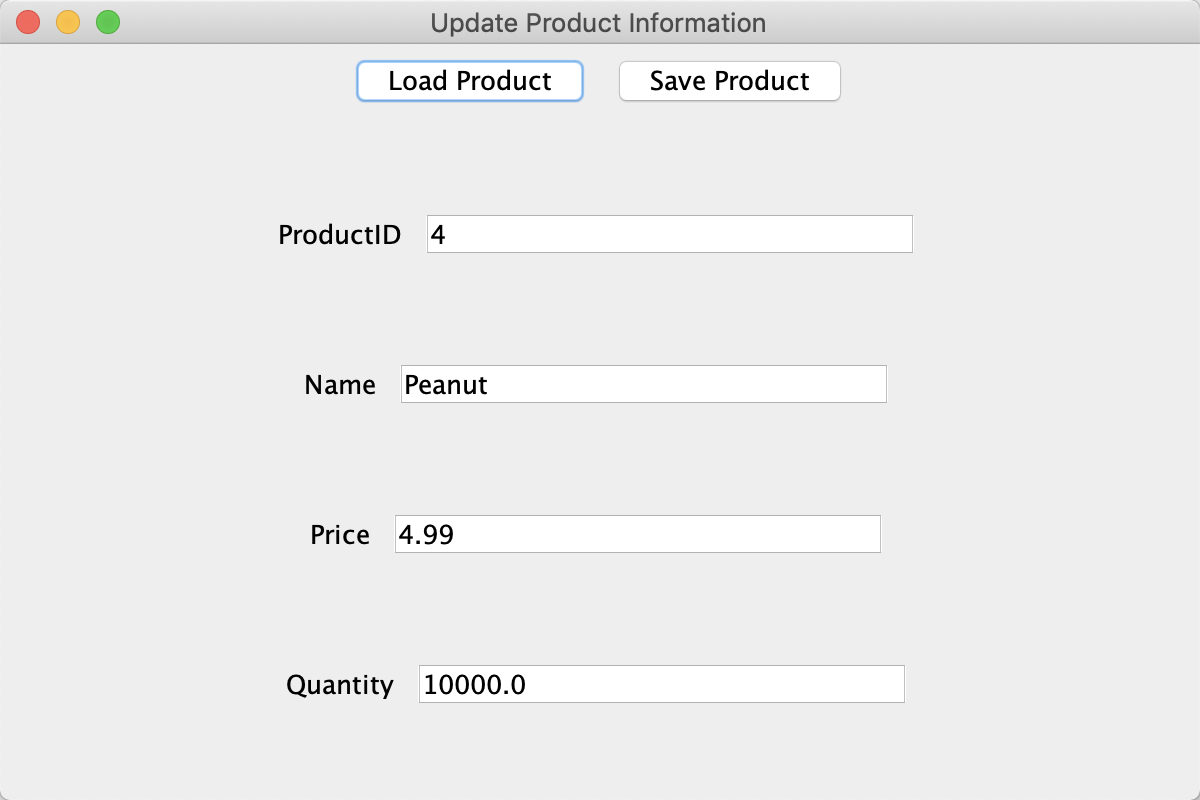 Update Product Information
Load Product Save Product
ProductID 4
Name Peanut
Price 4.99
Quantity 10000.0